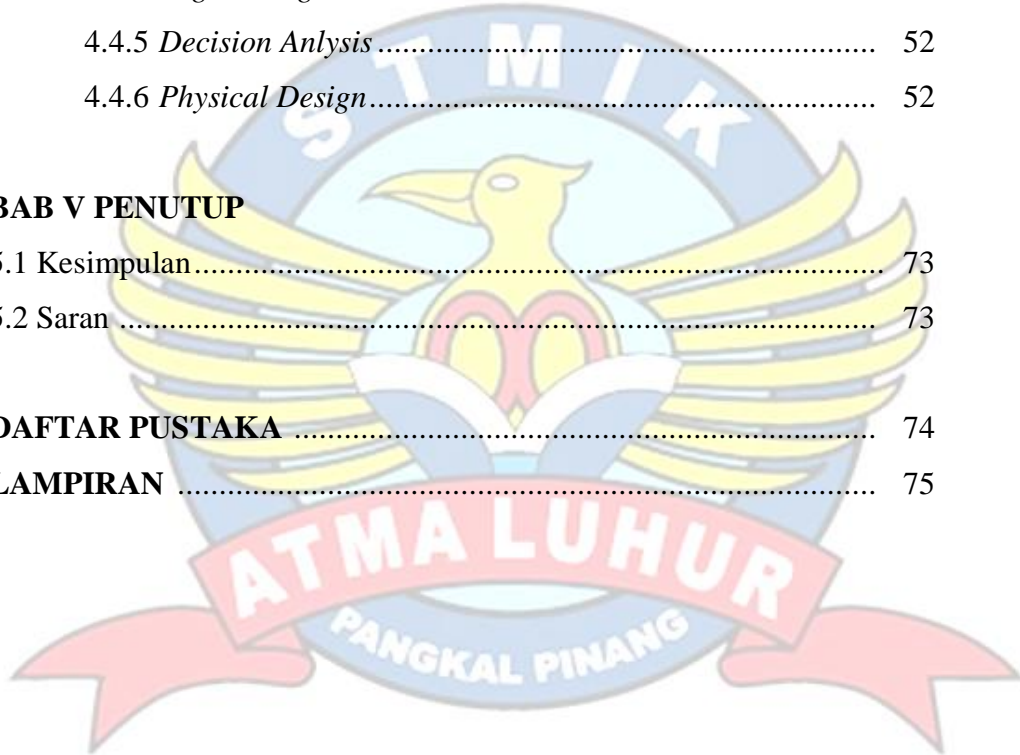 4.4.5 Decision Anlysis ........................................................... 52
4.4.6 Physical Design ............................................................ 52
BAB V PENUTUP
5.1 Kesimpulan .................................................................................. 73
5.2 Saran ......................................................................................... 73
DAFTAR PUSTAKA ..................................................................... 74
LAMPIRAN .................................................................................. 75
STMIK
ATMA LUHUR
PANGKAL PINANG